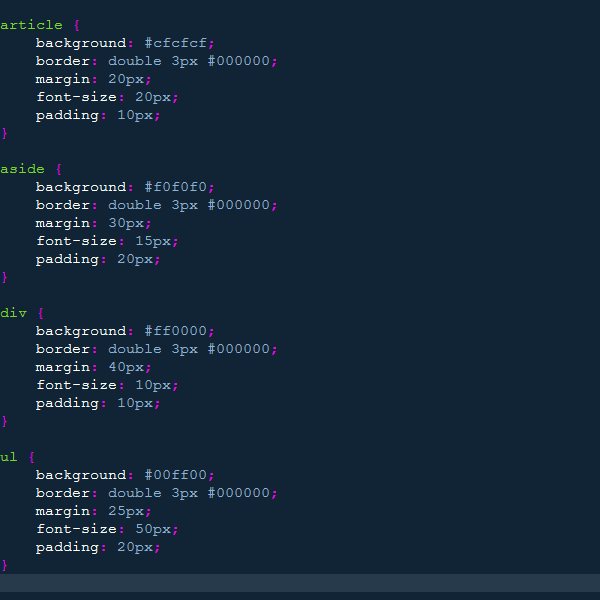 article {
    background: #cfcfcf;
    border: double 3px #000000;
    margin: 20px;
    font-size: 20px;
    padding: 10px;
}

aside {
    background: #f0f0f0;
    border: double 3px #000000;
    margin: 30px;
    font-size: 15px;
    padding: 20px;
}

div {
    background: #ff0000;
    border: double 3px #000000;
    margin: 40px;
    font-size: 10px;
    padding: 10px;
}

ul {
    background: #00ff00;
    border: double 3px #000000;
    margin: 25px;
    font-size: 50px;
    padding: 20px;
}